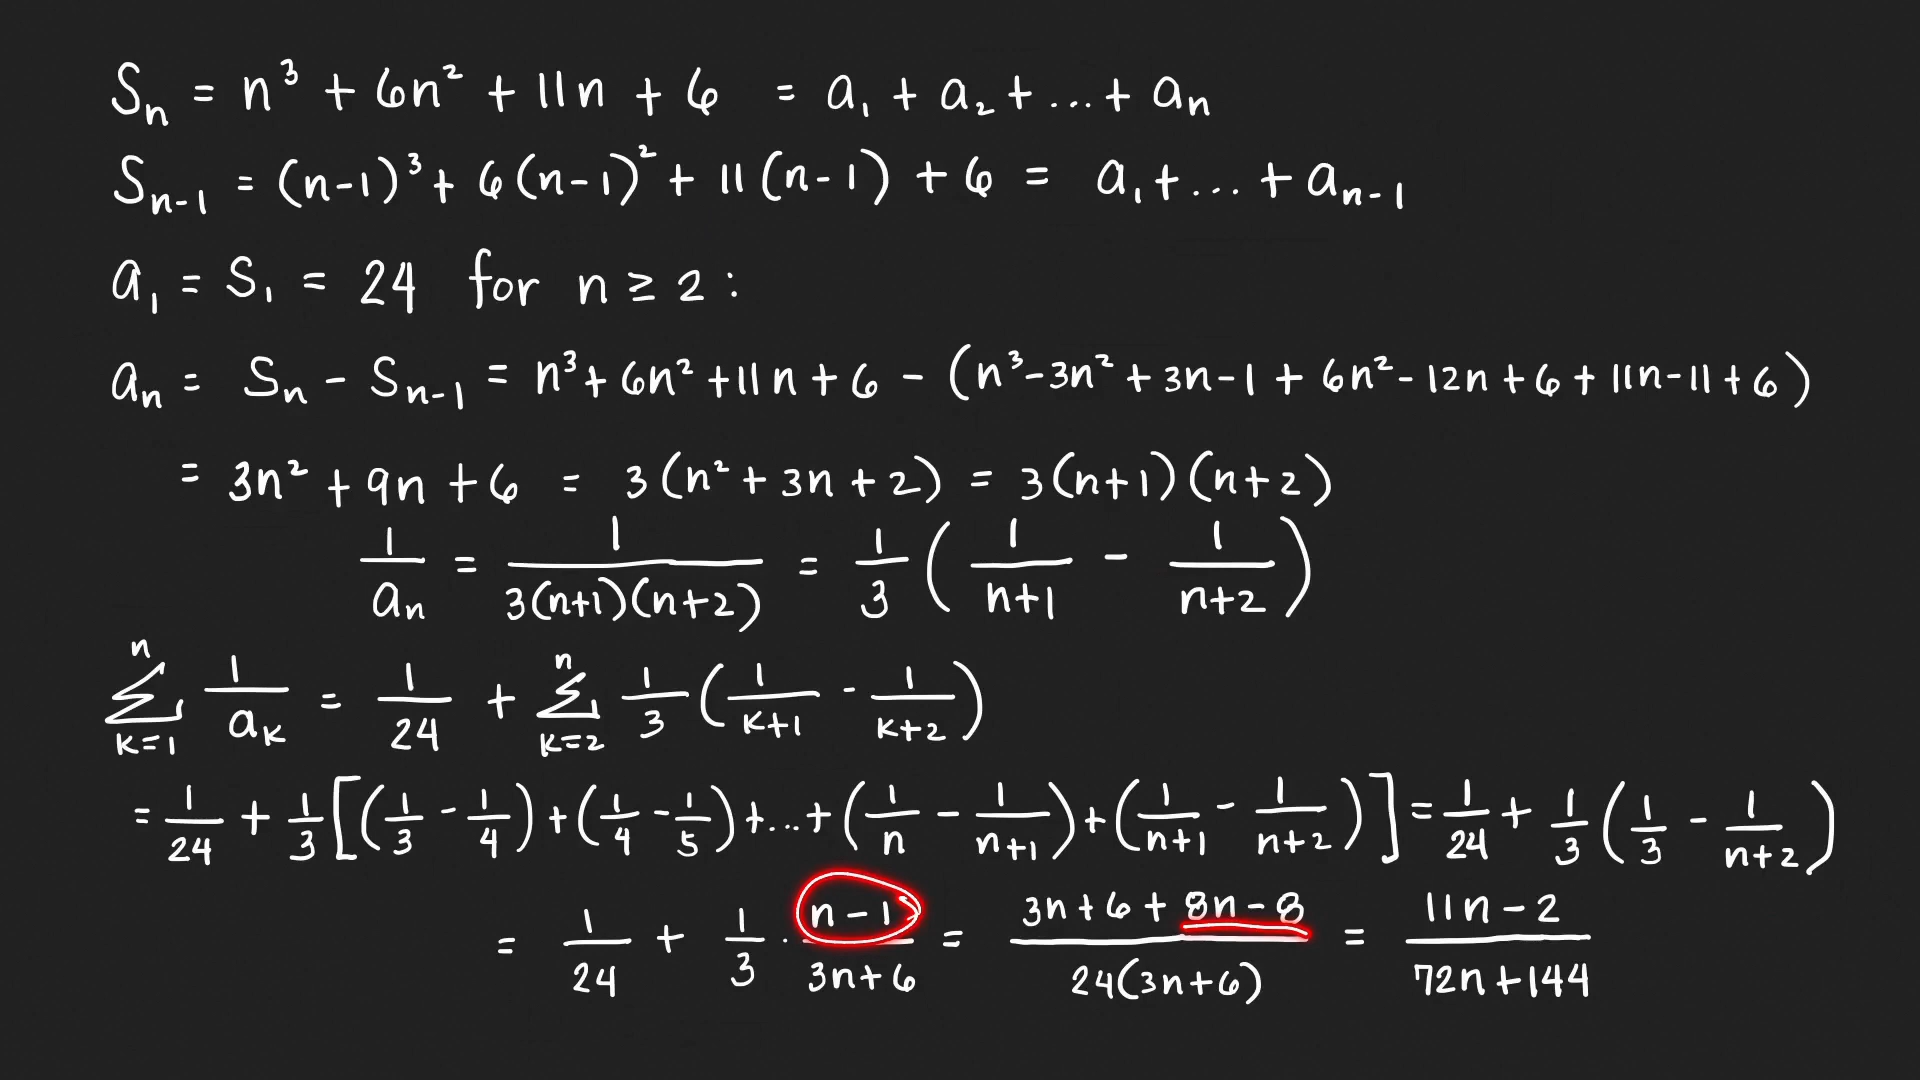 Sₙ = n³ + 6n² + 11n + 6 = a₁ + a₂ + ... + aₙ
Sₙ₋₁ = (n-1)³ + 6(n-1)² + 11(n-1) + 6 = a₁ + ... + aₙ₋₁
a₁ = S₁ = 24 for n ≥ 2 :
aₙ = Sₙ - Sₙ₋₁ = n³ + 6n² + 11n + 6 - (n³ - 3n² + 3n - 1 + 6n² - 12n + 6 + 11n - 11 + 6)
= 3n² + 9n + 6 = 3(n² + 3n + 2) = 3(n+1)(n+2)
1/aₙ = 1/(3(n+1)(n+2)) = 1/3 (1/(n+1) - 1/(n+2))
∑_{k=1}^{n} 1/aₖ = 1/24 + ∑_{k=2}^{n} 1/3 (1/(k+1) - 1/(k+2))
= 1/24 + 1/3 [(1/3 - 1/4) + (1/4 - 1/5) + ... + (1/n - 1/(n+1)) + (1/(n+1) - 1/(n+2))] = 1/24 + 1/3 (1/3 - 1/(n+2))
= 1/24 + 1/3 · (n-1)/(3n+6) = (3n+6+8n-8)/(24(3n+6)) = (11n-2)/(72n+144)